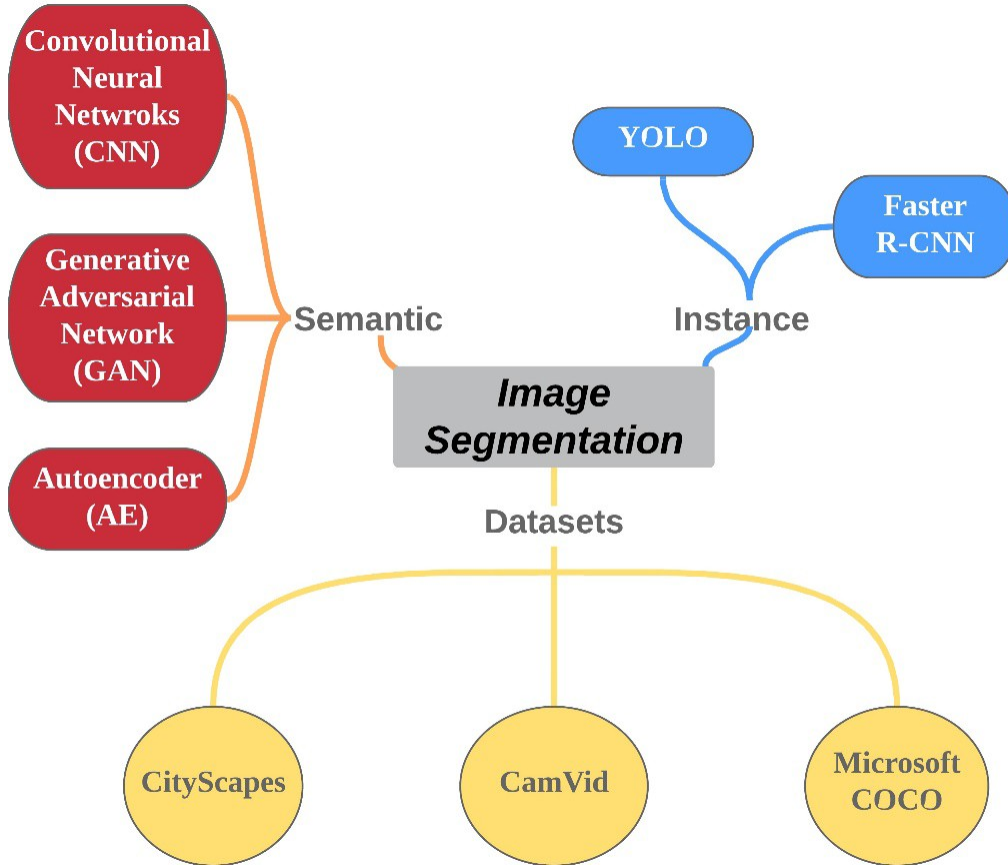 Convolutional
Neural
Netwroks
(CNN)
Generative
Adversarial
Network
(GAN)
Autoencoder
(AE)
Semantic
YOLO
Faster
R-CNN
Instance
Image
Segmentation
Datasets
CityScapes
CamVid
Microsoft
COCO